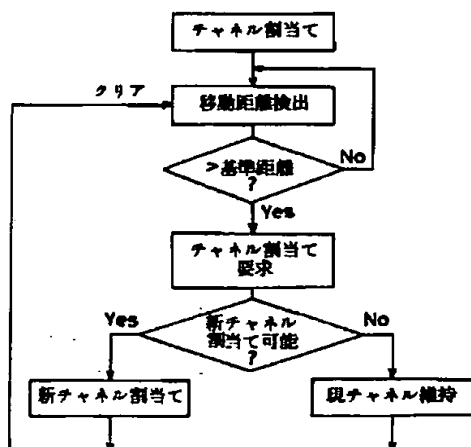 チャネル割当て
クリア
移動距離検出
>基準距離
?
No
Yes
チャネル割当て
要求
Yes
新チャネル
割当て可能
?
No
新チャネル割当て
現チャネル維持